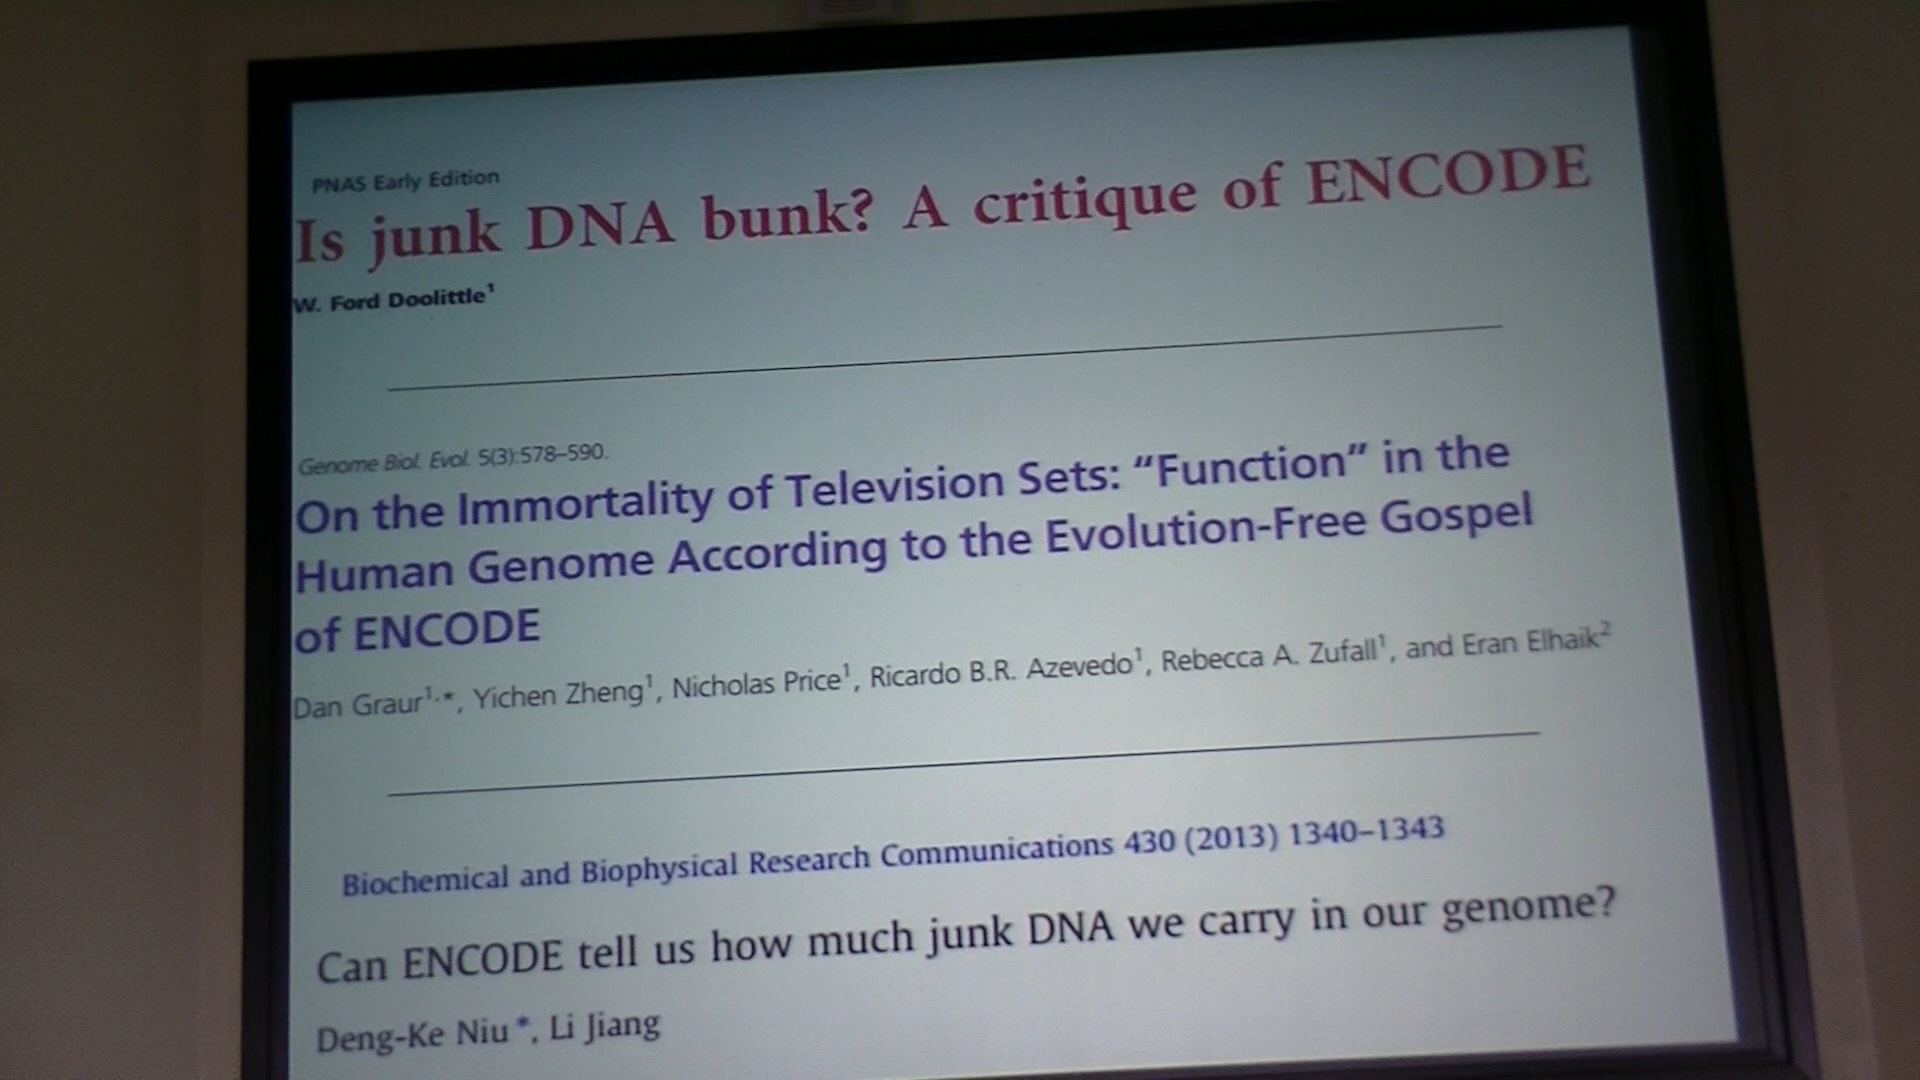 PNAS Early Edition
Is junk DNA bunk? A critique of ENCODE
W. Ford Doolittle¹
Genome Biol. Evol. 5(3):578–590.
On the Immortality of Television Sets: “Function” in the
Human Genome According to the Evolution-Free Gospel
of ENCODE
Dan Graur¹,*, Yichen Zheng¹, Nicholas Price¹, Ricardo B.R. Azevedo¹, Rebecca A. Zufall¹, and Eran Elhaik²
Biochemical and Biophysical Research Communications 430 (2013) 1340–1343
Can ENCODE tell us how much junk DNA we carry in our genome?
Deng-Ke Niu *, Li Jiang